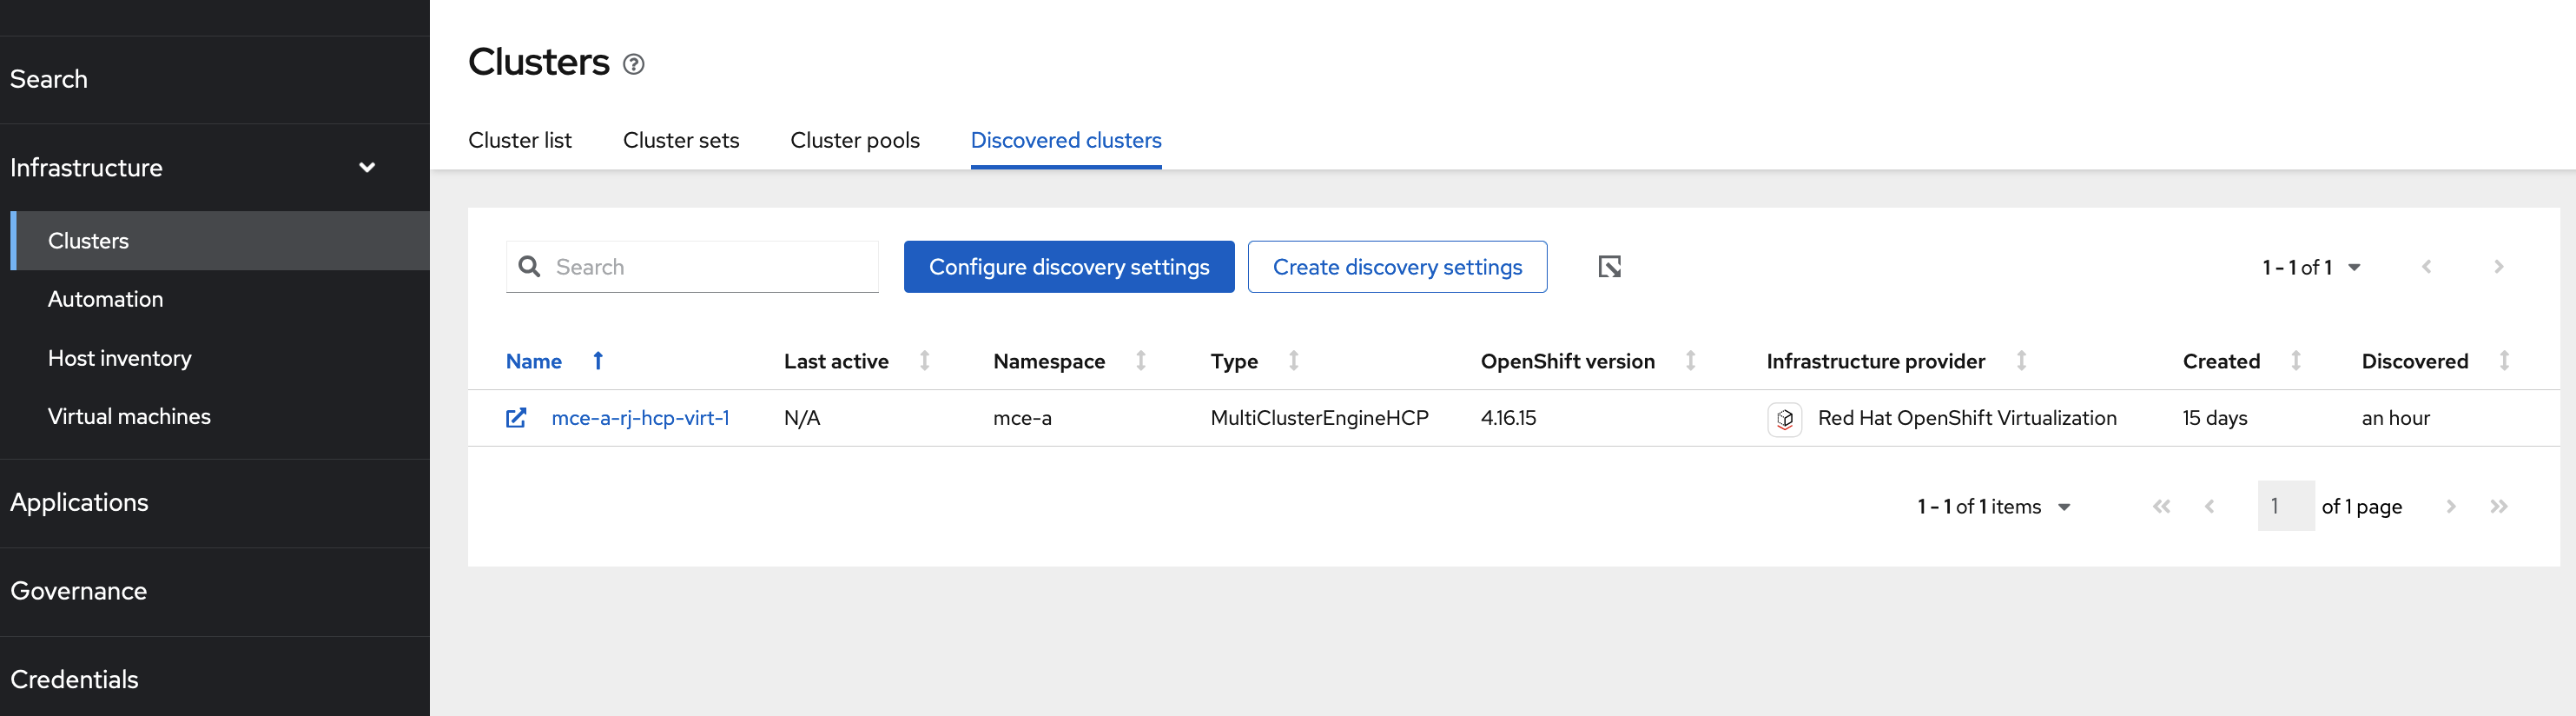 Search
Infrastructure
Clusters
Automation
Host inventory
Virtual machines
Applications
Governance
Credentials
Clusters
Cluster list Cluster sets Cluster pools Discovered clusters
Search Configure discovery settings Create discovery settings 1 - 1 of 1
Name Last active Namespace Type OpenShift version Infrastructure provider Created Discovered
mce-a-rj-hcp-virt-1 N/A mce-a MultiClusterEngineHCP 4.16.15 Red Hat OpenShift Virtualization 15 days an hour
1 - 1 of 1 items 1 of 1 page